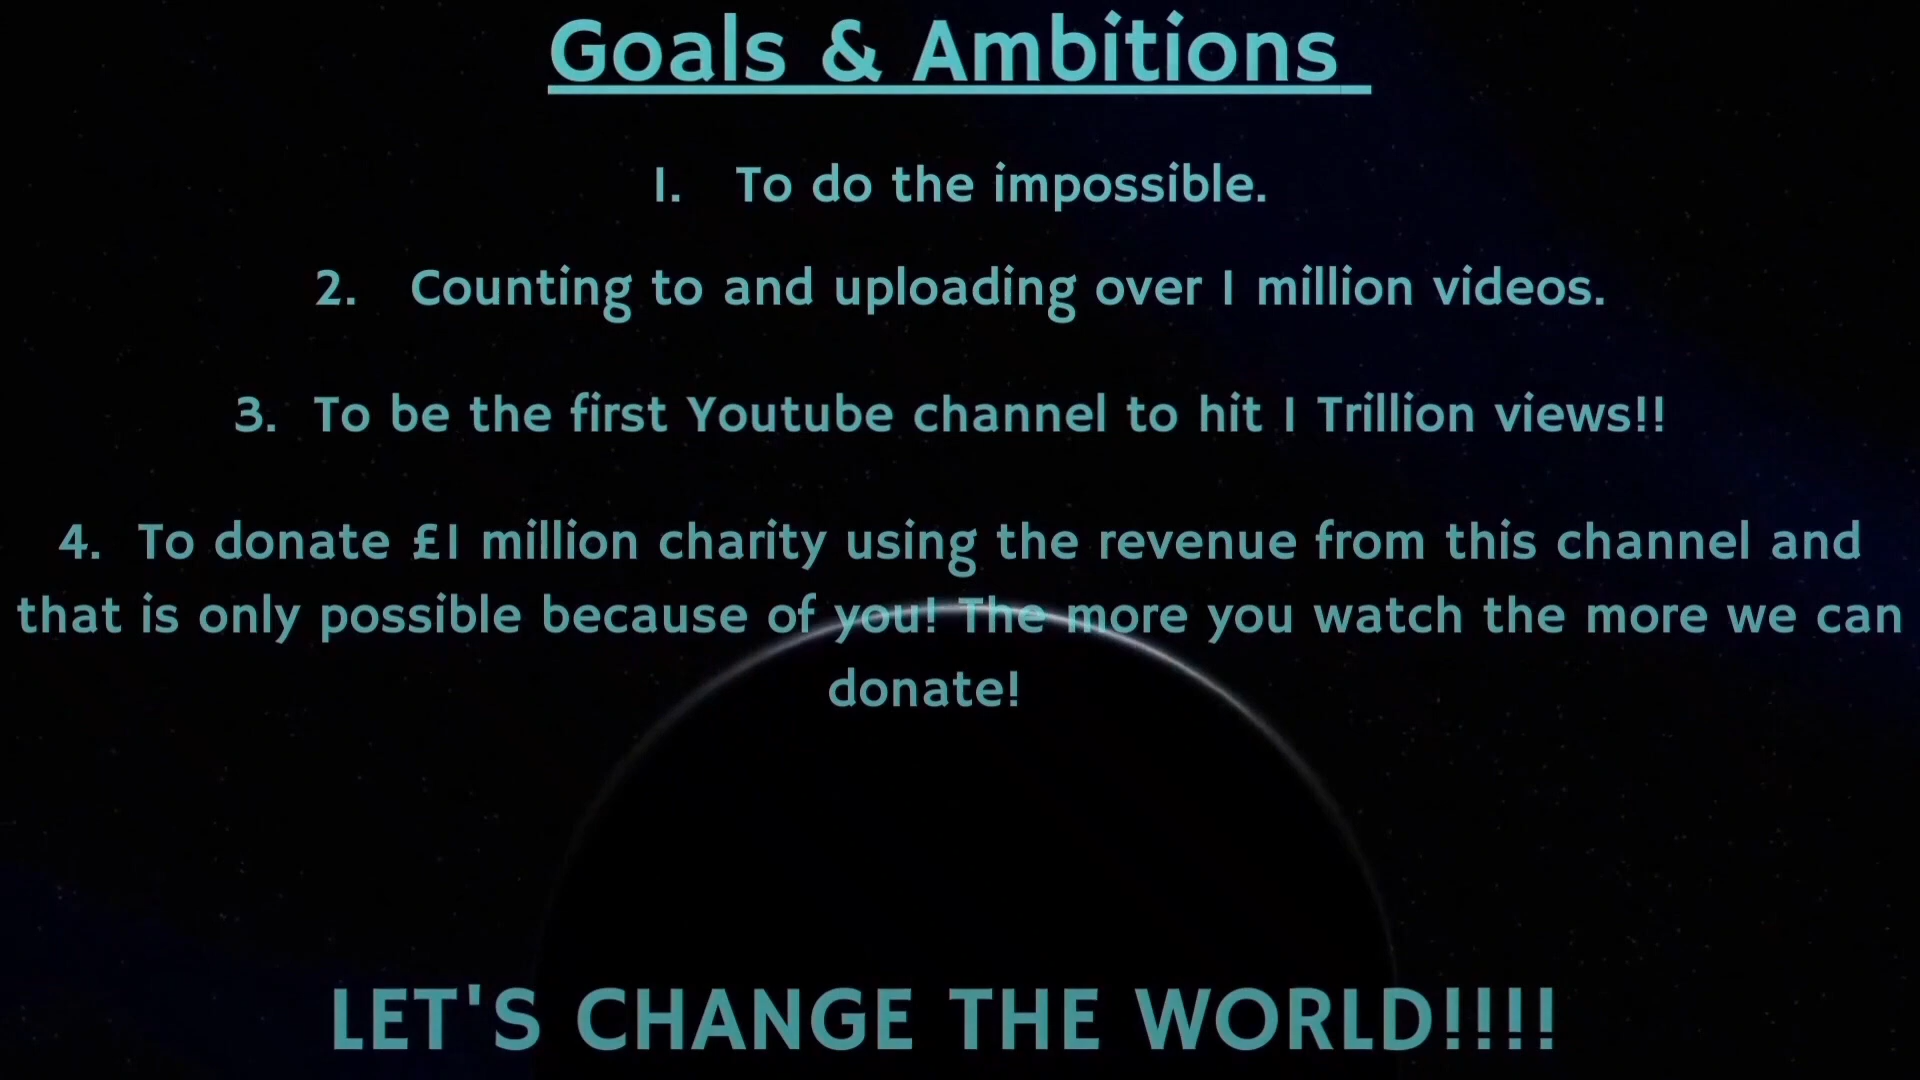 Goals & Ambitions
1. To do the impossible.
2. Counting to and uploading over 1 million videos.
3. To be the first Youtube channel to hit 1 Trillion views!!
4. To donate £1 million charity using the revenue from this channel and
that is only possible because of you! The more you watch the more we can
donate!
LET'S CHANGE THE WORLD!!!!